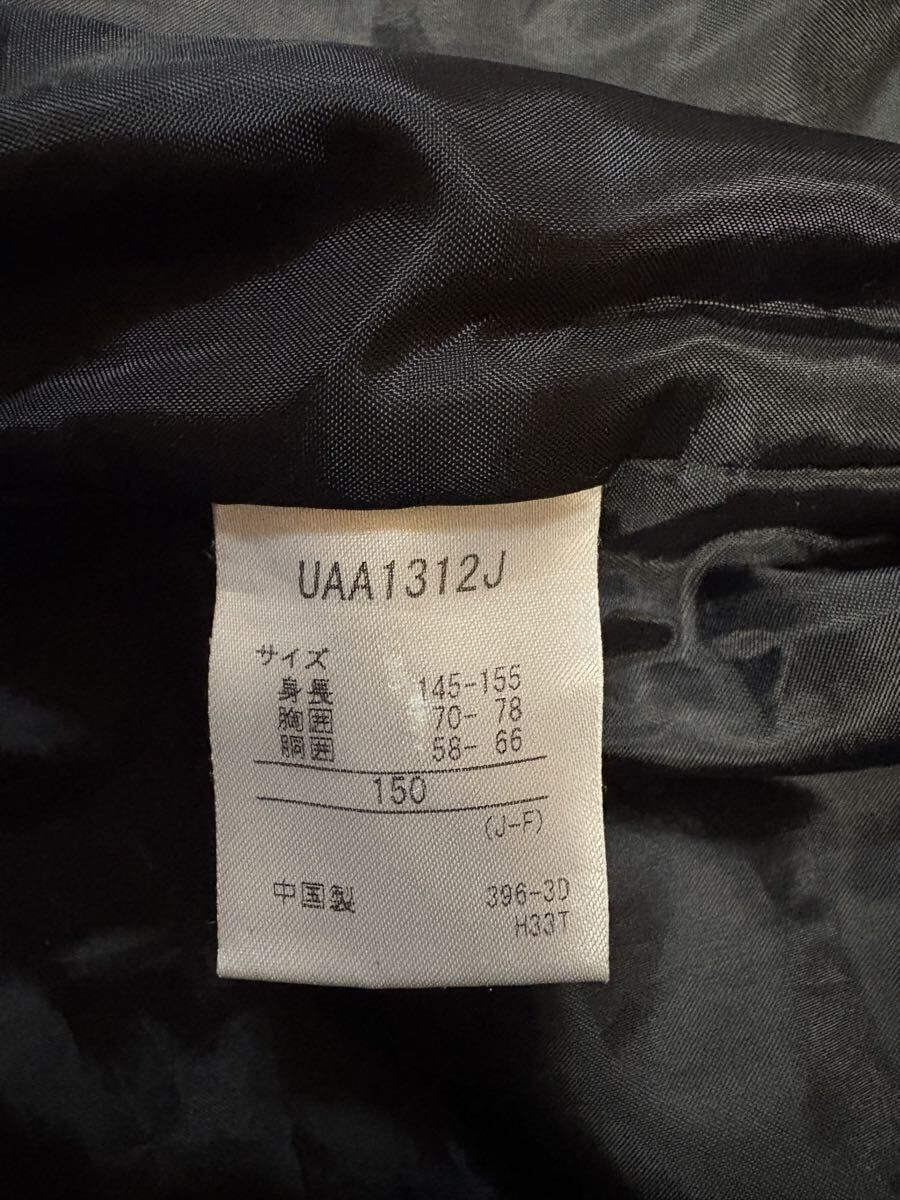 UAA1312J
サイズ
身長 145-155
胸囲 70- 78
胴囲 58- 66
150
(J-F)
中国製 396-3D
H33T